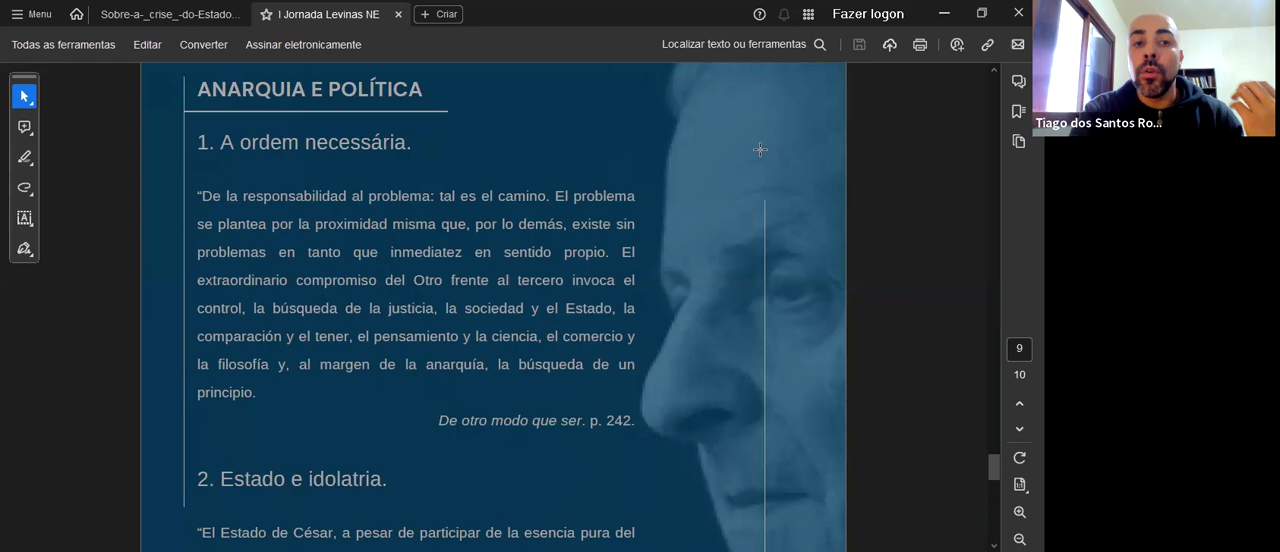 Menu
Sobre-a-_crise_-do-Estado...
I Jornada Levinas NE
Criar
Fazer logon
Todas as ferramentas
Editar
Converter
Assinar eletronicamente
Localizar texto ou ferramentas
ANARQUIA E POLÍTICA
1. A ordem necessária.
“De la responsabilidad al problema: tal es el camino. El problema
se plantea por la proximidad misma que, por lo demás, existe sin
problemas en tanto que inmediatez en sentido propio. El
extraordinario compromiso del Otro frente al tercero invoca el
control, la búsqueda de la justicia, la sociedad y el Estado, la
comparación y el tener, el pensamiento y la ciencia, el comercio y
la filosofía y, al margen de la anarquía, la búsqueda de un
principio.
De otro modo que ser. p. 242.
2. Estado e idolatria.
“El Estado de César, a pesar de participar de la esencia pura del
9
10
Tiago dos Santos Ro...